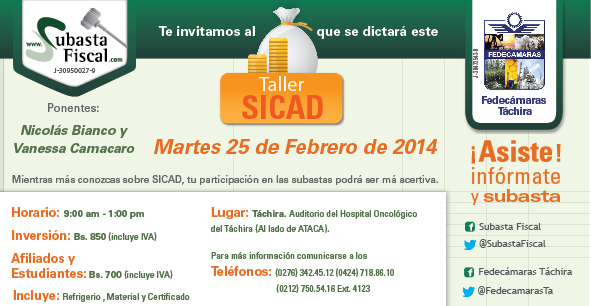 www.Subasta
Fiscal.com
J-30950027-9
Te invitamos al
que se dictará este
Taller
SICAD
FEDECAMARAS
Fedecámaras
Táchira
Ponentes:
Nicolás Bianco y
Vanessa Camacaro
Martes 25 de Febrero de 2014
Mientras más conozcas sobre SICAD, tu participación en las subastas podrá ser má acertiva.
¡Asiste!
infórmate
y subasta
Horario: 9:00 am - 1:00 pm
Inversión: Bs. 850 (incluye IVA)
Afiliados y
Estudiantes: Bs. 700 (incluye IVA)
Incluye: Refrigerio , Material y Certificado
Lugar: Táchira. Auditorio del Hospital Oncológico
del Táchira (Al lado de ATACA).
Para más información comunicarse a los
Teléfonos: (0276) 342.45.12 (0424) 718.86.10
(0212) 750.54.16 Ext. 4123
Subasta Fiscal
@SubastaFiscal
Fedecámaras Táchira
@FedecamarasTa